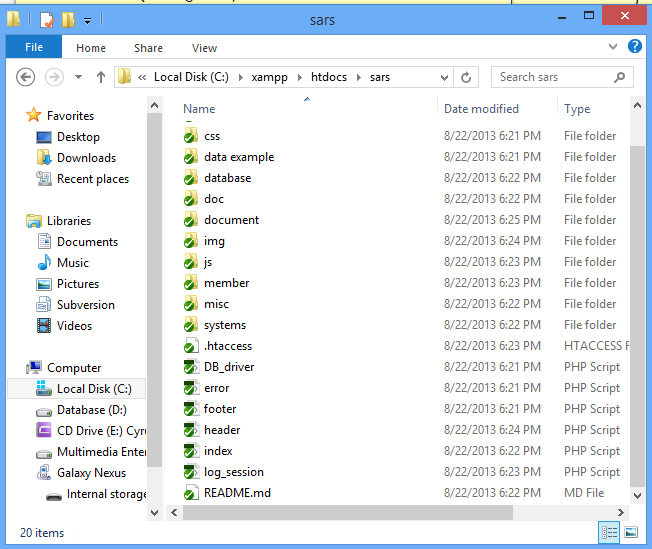 sars
File Home Share View
« Local Disk (C:) xampp htdocs sars
Search sars
Favorites
Desktop
Downloads
Recent places
Libraries
Documents
Music
Pictures
Subversion
Videos
Computer
Local Disk (C:)
Database (D:)
CD Drive (E:) Cyru
Multimedia Enter
Galaxy Nexus
Internal storage
Name Date modified Type
css 8/22/2013 6:21 PM File folder
data example 8/22/2013 6:21 PM File folder
database 8/22/2013 6:22 PM File folder
doc 8/22/2013 6:22 PM File folder
document 8/22/2013 6:25 PM File folder
img 8/22/2013 6:24 PM File folder
js 8/22/2013 6:23 PM File folder
member 8/22/2013 6:23 PM File folder
misc 8/22/2013 6:22 PM File folder
systems 8/22/2013 6:22 PM File folder
.htaccess 8/22/2013 6:23 PM HTACCESS F
DB_driver 8/22/2013 6:21 PM PHP Script
error 8/22/2013 6:21 PM PHP Script
footer 8/22/2013 6:21 PM PHP Script
header 8/22/2013 6:24 PM PHP Script
index 8/22/2013 6:22 PM PHP Script
log_session 8/22/2013 6:23 PM PHP Script
README.md 8/22/2013 6:22 PM MD File
20 items